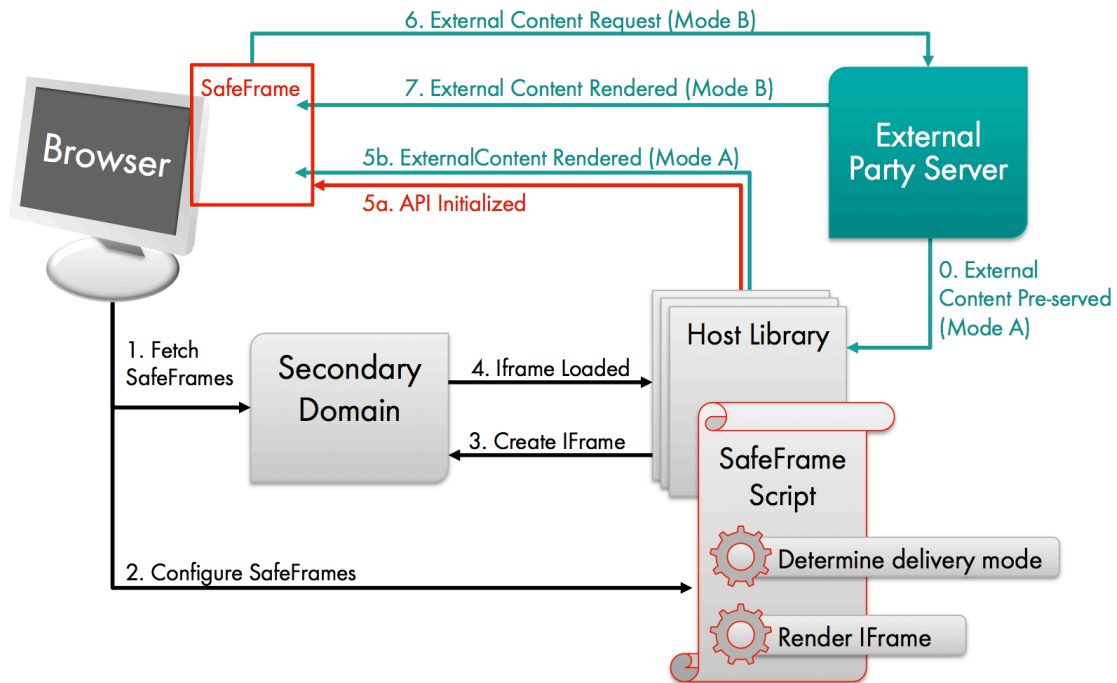 6. External Content Request (Mode B)
SafeFrame
7. External Content Rendered (Mode B)
Browser
External
Party Server
5b. ExternalContent Rendered (Mode A)
5a. API Initialized
0. External
Content Pre-served
(Mode A)
Host Library
1. Fetch
SafeFrames
Secondary
Domain
4. Iframe Loaded
3. Create IFrame
SafeFrame
Script
2. Configure SafeFrames
Determine delivery mode
Render IFrame